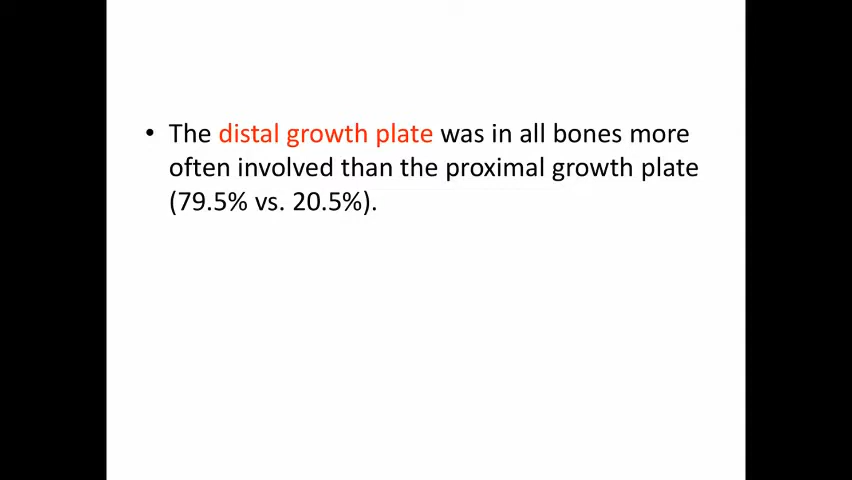 • The distal growth plate was in all bones more
often involved than the proximal growth plate
(79.5% vs. 20.5%).